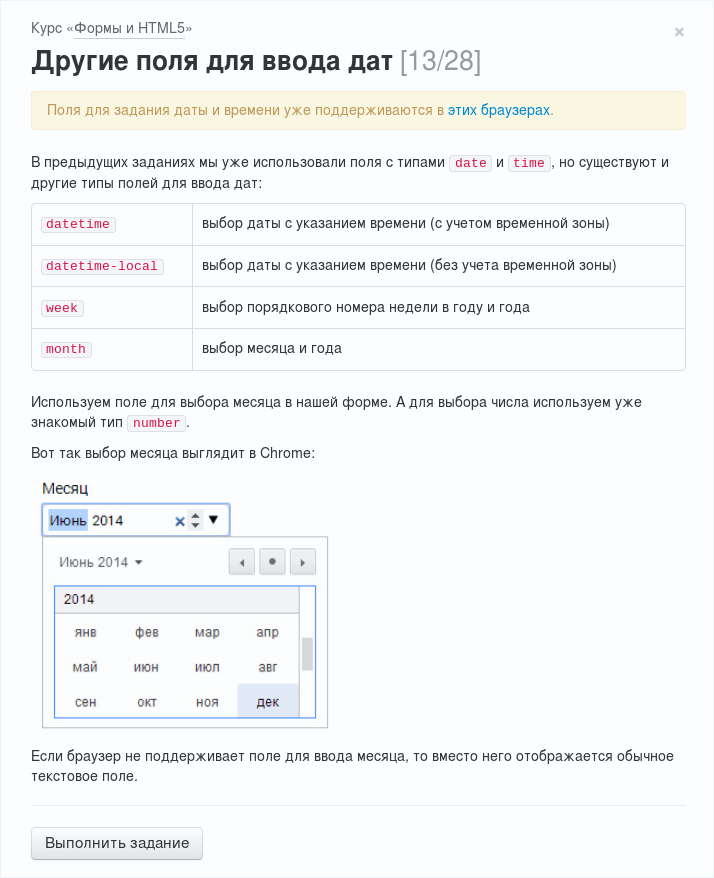 Курс «Формы и HTML5»
×
Другие поля для ввода дат [13/28]
Поля для задания даты и времени уже поддерживаются в этих браузерах.
В предыдущих заданиях мы уже использовали поля с типами date и time, но существуют и
другие типы полей для ввода дат:
datetime выбор даты с указанием времени (с учетом временной зоны)
datetime-local выбор даты с указанием времени (без учета временной зоны)
week выбор порядкового номера недели в году и года
month выбор месяца и года
Используем поле для выбора месяца в нашей форме. А для выбора числа используем уже
знакомый тип number.
Вот так выбор месяца выглядит в Chrome:
Месяц
Июнь 2014
Июнь 2014
2014
янв фев мар апр
май июн июл авг
сен окт ноя дек
Если браузер не поддерживает поле для ввода месяца, то вместо него отображается обычное
текстовое поле.
Выполнить задание